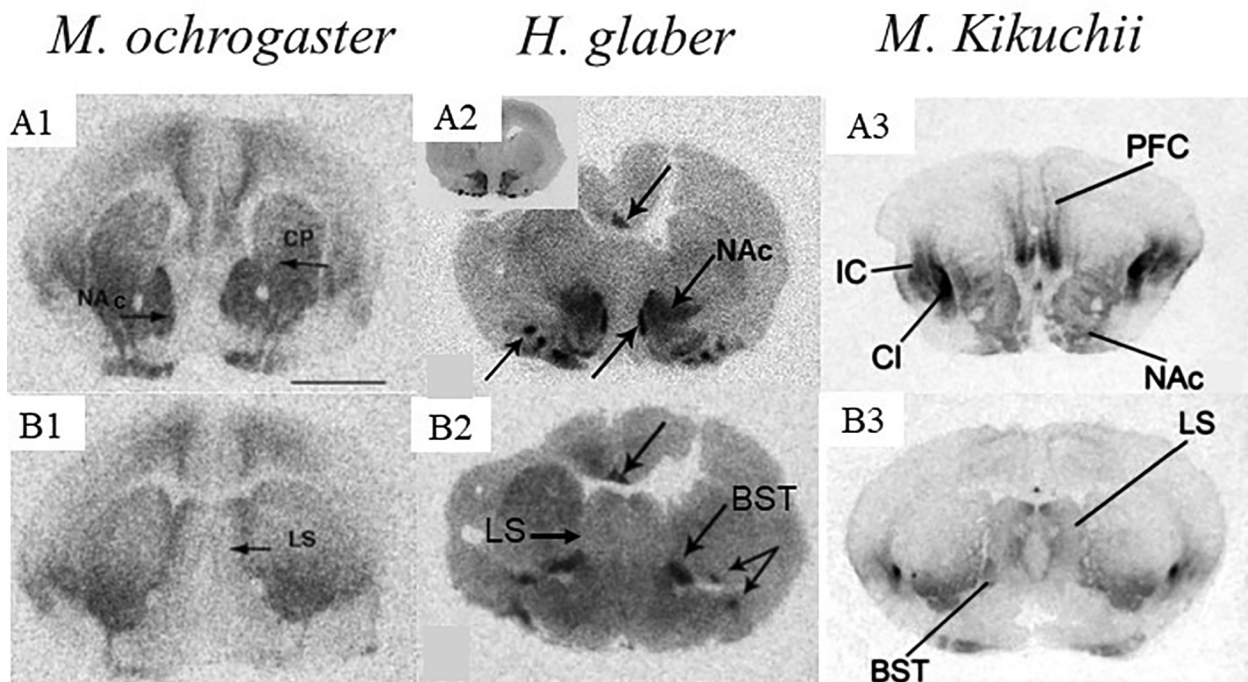 M. ochrogaster
H. glaber
M. Kikuchii
A1
CP
NAc
A2
NAc
A3
PFC
IC
CI
NAc
B1
LS
B2
LS
BST
B3
LS
BST